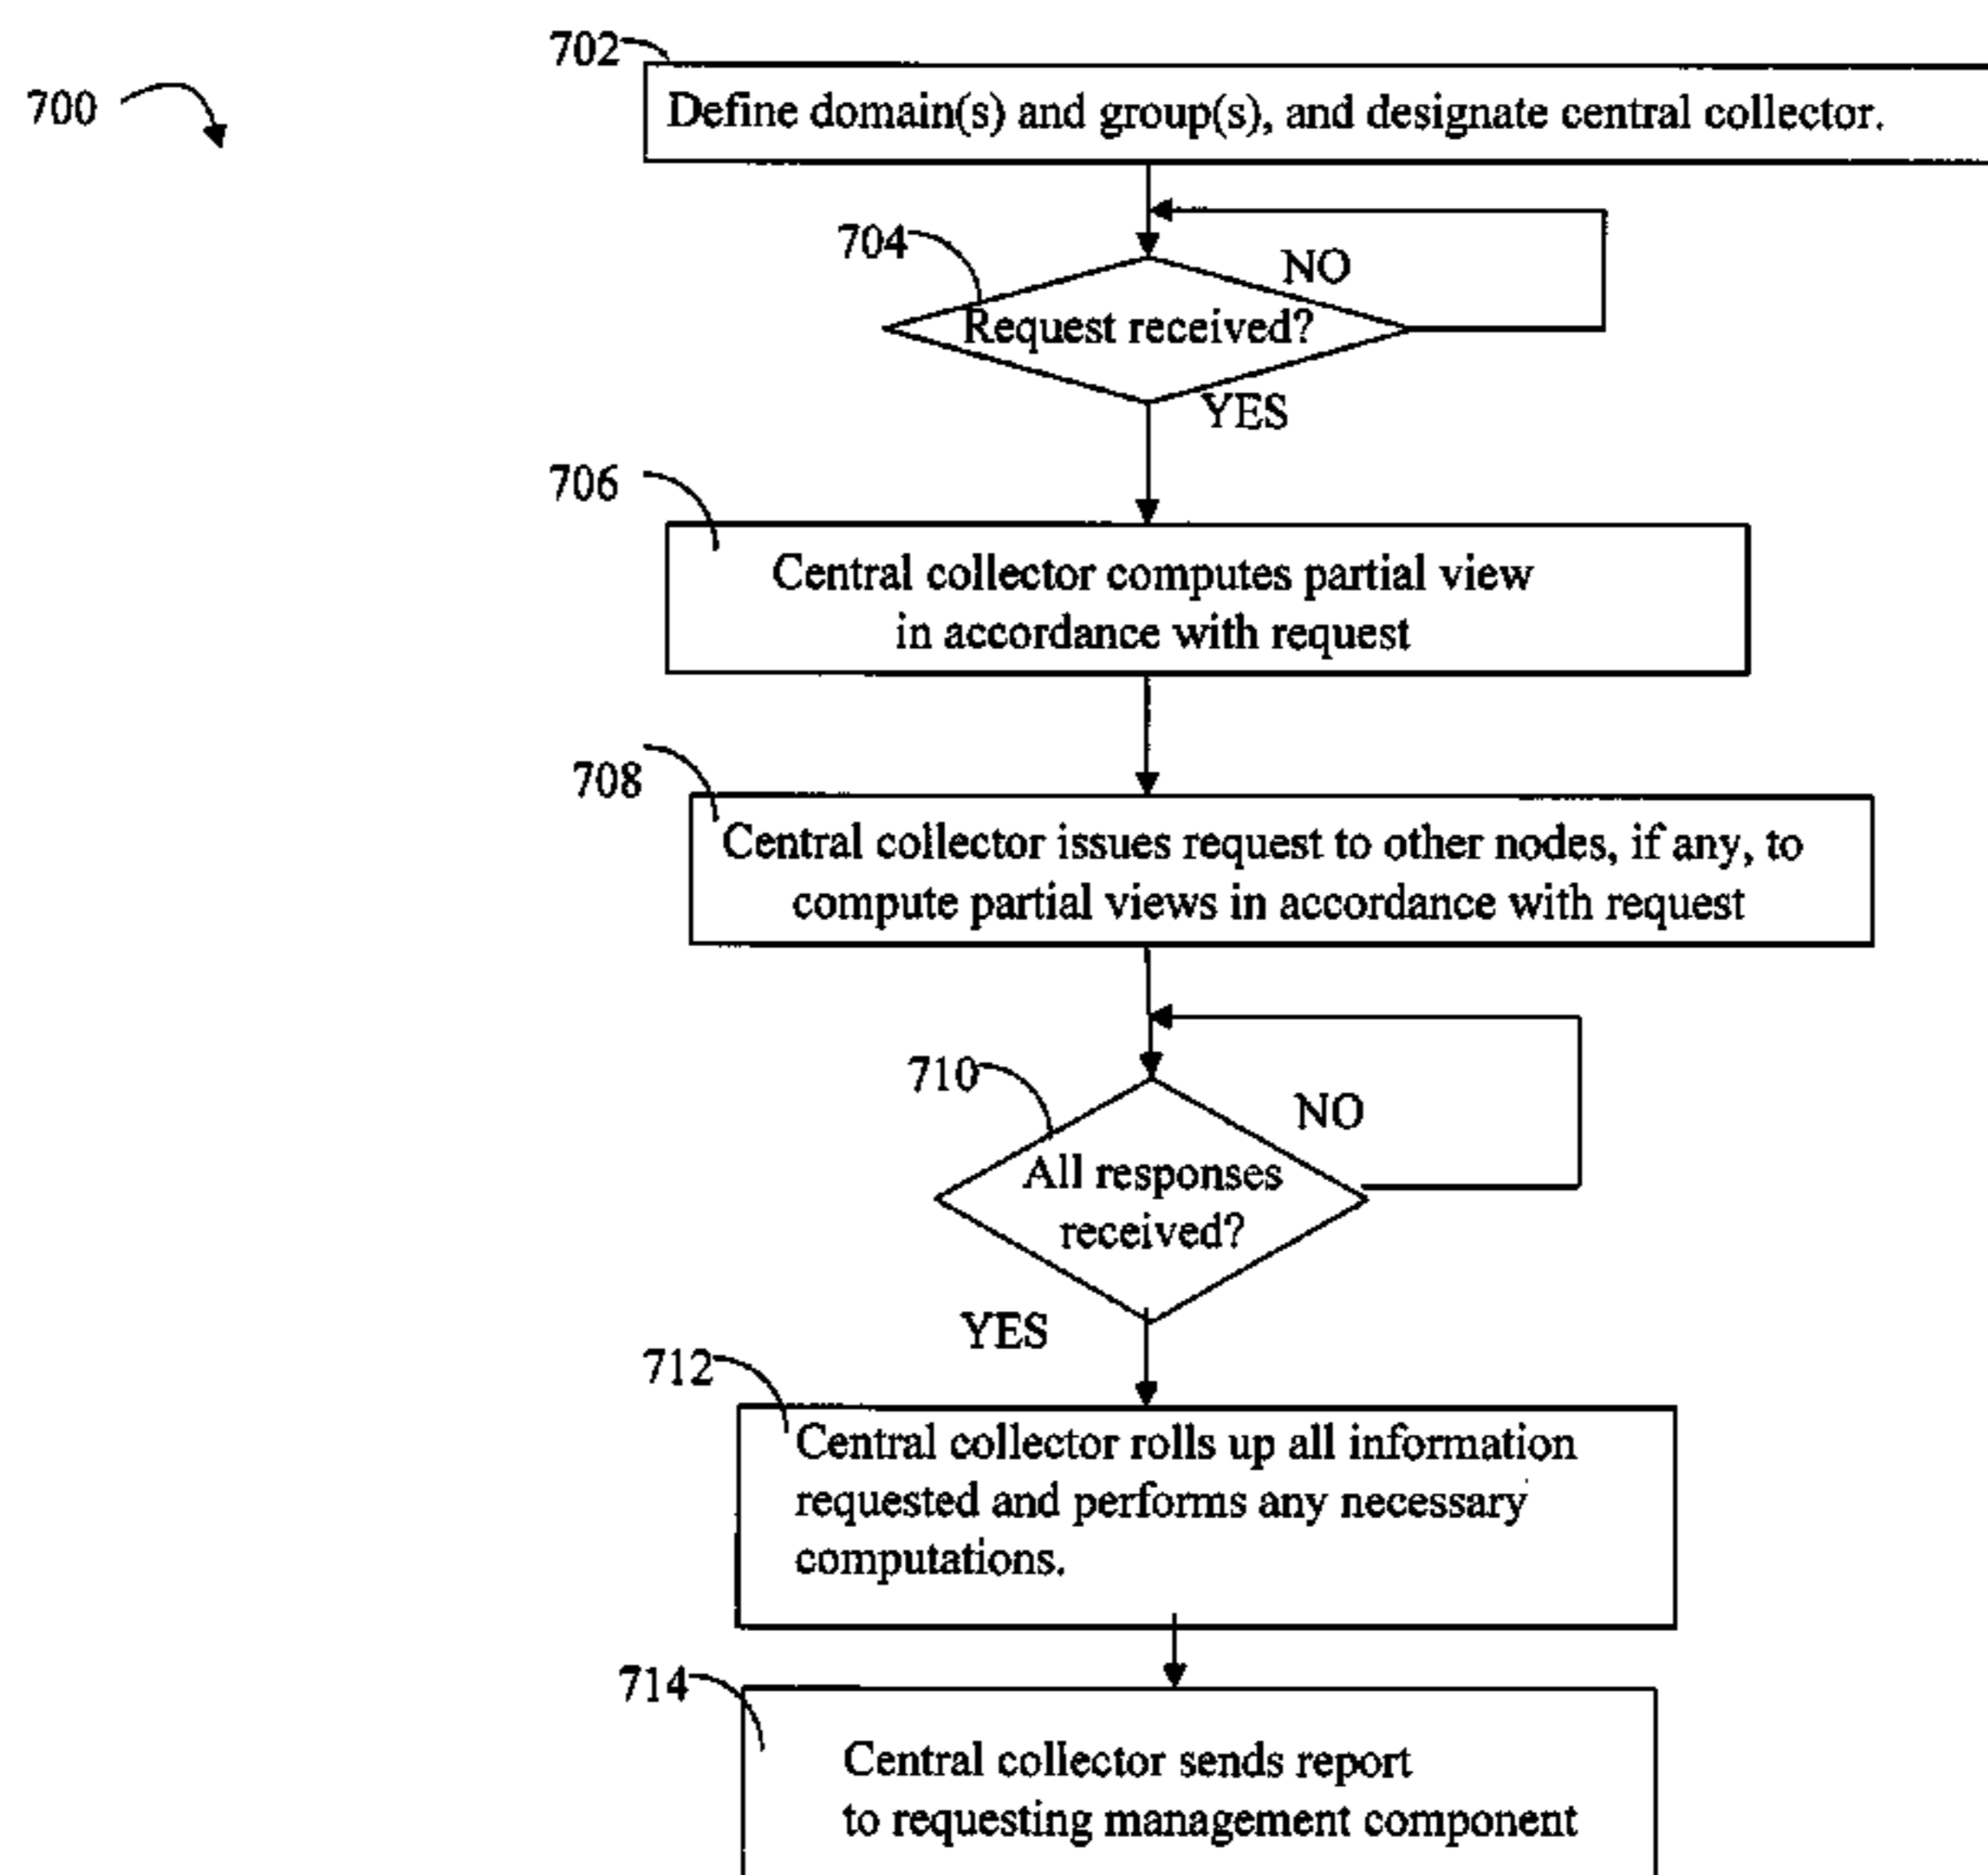 702
700
Define domain(s) and group(s), and designate central collector.
704
NO
Request received?
YES
706
Central collector computes partial view
in accordance with request
708
Central collector issues request to other nodes, if any, to
compute partial views in accordance with request
710
NO
All responses
received?
YES
712
Central collector rolls up all information
requested and performs any necessary
computations.
714
Central collector sends report
to requesting management component